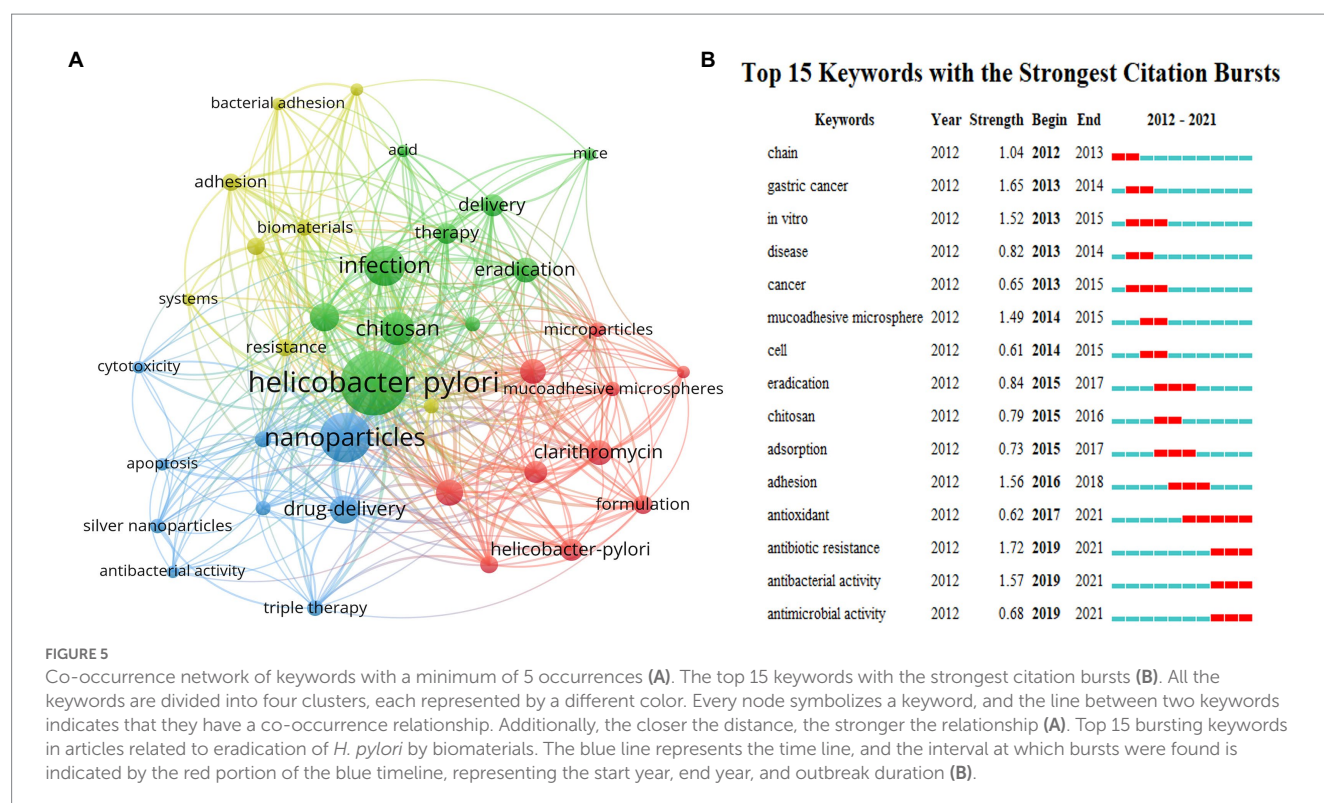 A
bacterial adhesion
acid
mice
adhesion
delivery
biomaterials
therapy
infection
eradication
systems
chitosan
microparticles
resistance
cytotoxicity
helicobacter pylori
mucoadhesive microspheres
nanoparticles
clarithromycin
apoptosis
drug-delivery
formulation
silver nanoparticles
helicobacter-pylori
antibacterial activity
triple therapy
B
Top 15 Keywords with the Strongest Citation Bursts
Keywords Year Strength Begin End 2012 - 2021
chain 2012 1.04 2012 2013
gastric cancer 2012 1.65 2013 2014
in vitro 2012 1.52 2013 2015
disease 2012 0.82 2013 2014
cancer 2012 0.65 2013 2015
mucoadhesive microsphere 2012 1.49 2014 2015
cell 2012 0.61 2014 2015
eradication 2012 0.84 2015 2017
chitosan 2012 0.79 2015 2016
adsorption 2012 0.73 2015 2017
adhesion 2012 1.56 2016 2018
antioxidant 2012 0.62 2017 2021
antibiotic resistance 2012 1.72 2019 2021
antibacterial activity 2012 1.57 2019 2021
antimicrobial activity 2012 0.68 2019 2021
FIGURE 5
Co-occurrence network of keywords with a minimum of 5 occurrences (A). The top 15 keywords with the strongest citation bursts (B). All the
keywords are divided into four clusters, each represented by a different color. Every node symbolizes a keyword, and the line between two keywords
indicates that they have a co-occurrence relationship. Additionally, the closer the distance, the stronger the relationship (A). Top 15 bursting keywords
in articles related to eradication of H. pylori by biomaterials. The blue line represents the time line, and the interval at which bursts were found is
indicated by the red portion of the blue timeline, representing the start year, end year, and outbreak duration (B).